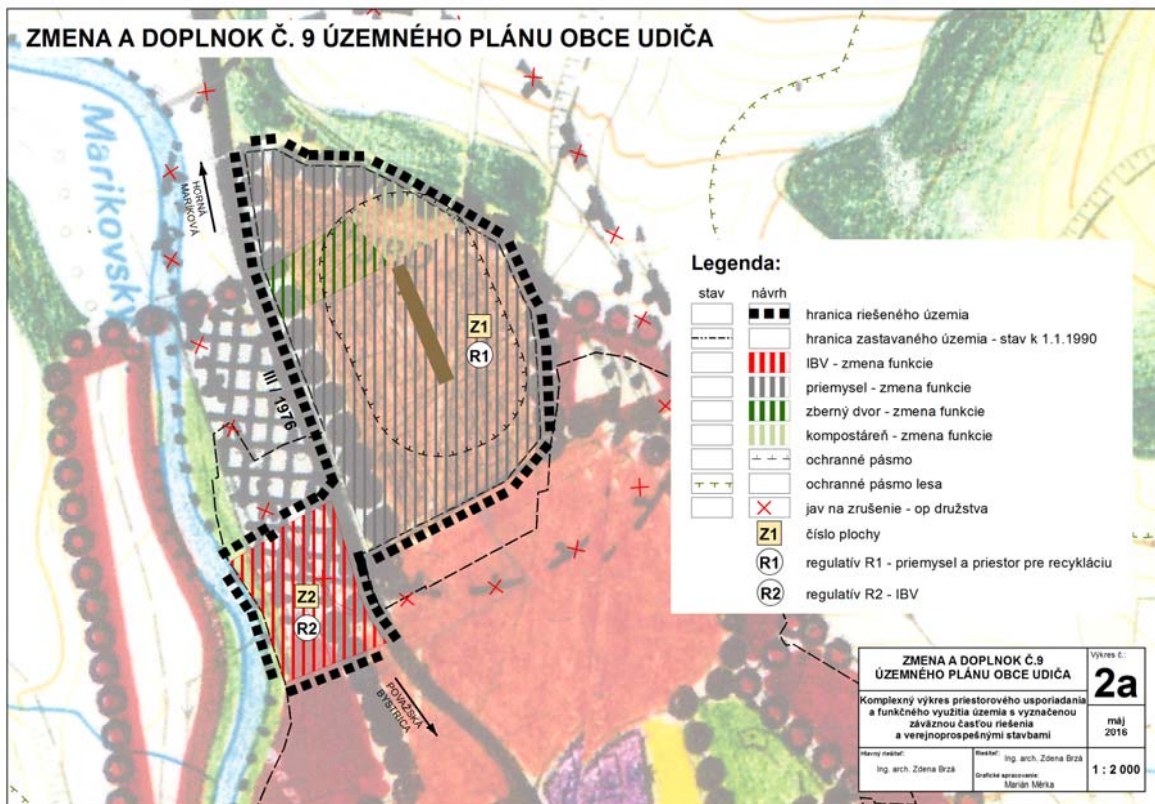 ZMENA A DOPLNOK Č. 9 ÚZEMNÉHO PLÁNU OBCE UDIČA
Marikovský
HORNÁ
MARÍKOVÁ
III / 1976
Z1
R1
Z2
R2
POVAŽSKÁ
BYSTRICA
Legenda:
stav návrh
hranica riešeného územia
hranica zastavaného územia - stav k 1.1.1990
IBV - zmena funkcie
priemysel - zmena funkcie
zberný dvor - zmena funkcie
kompostáreň - zmena funkcie
ochranné pásmo
ochranné pásmo lesa
jav na zrušenie - op družstva
Z1 číslo plochy
R1 regulatív R1 - priemysel a priestor pre recykláciu
R2 regulatív R2 - IBV
ZMENA A DOPLNOK Č.9
ÚZEMNÉHO PLÁNU OBCE UDIČA
Výkres č.:
2a
Komplexný výkres priestorového usporiadania
a funkčného využitia územia s vyznačenou
záväznou časťou riešenia
a verejnoprospešnými stavbami
máj
2016
Hlavný riešiteľ:
Ing. arch. Zdena Brzá
Riešiteľ: Ing. arch. Zdena Brzá
Grafické spracovanie:
Marián Měrka
1 : 2 000